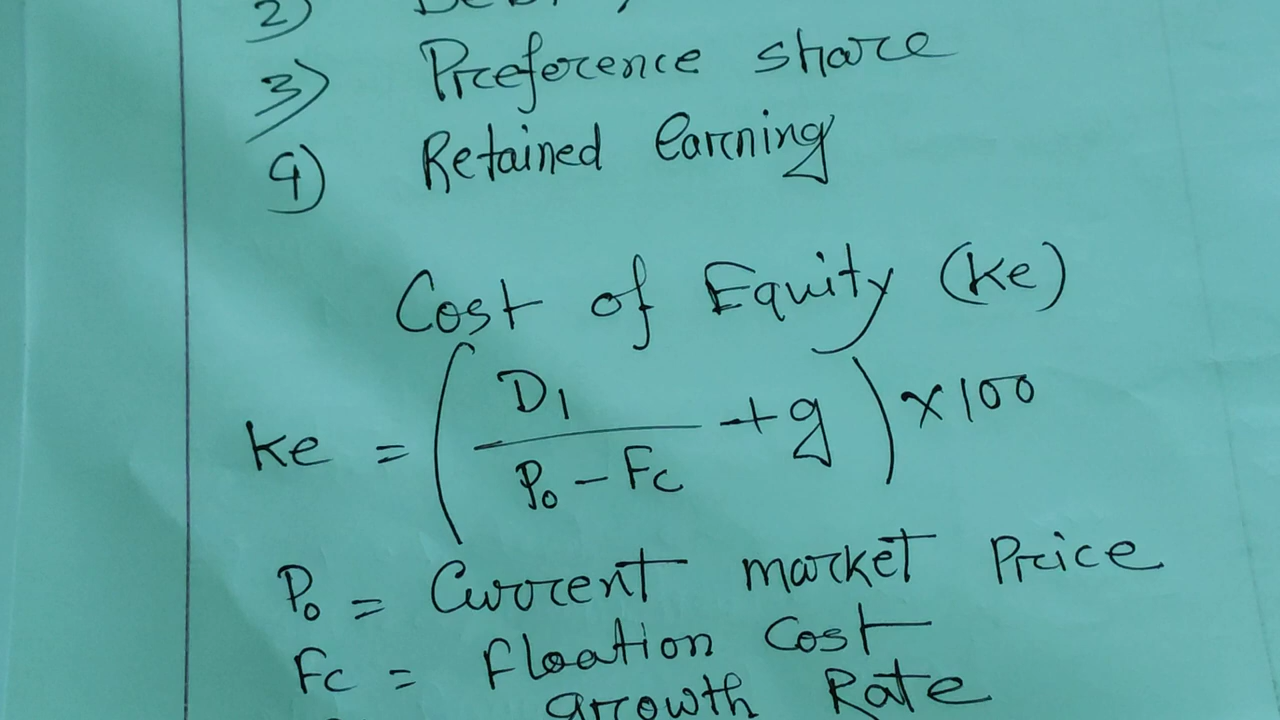 2)
3) Preference share
4) Retained earning
Cost of Equity (Ke)
Ke = ( D1 / P0 - Fc + g ) × 100
P0 = Current market Price
Fc = Floation Cost
growth Rate